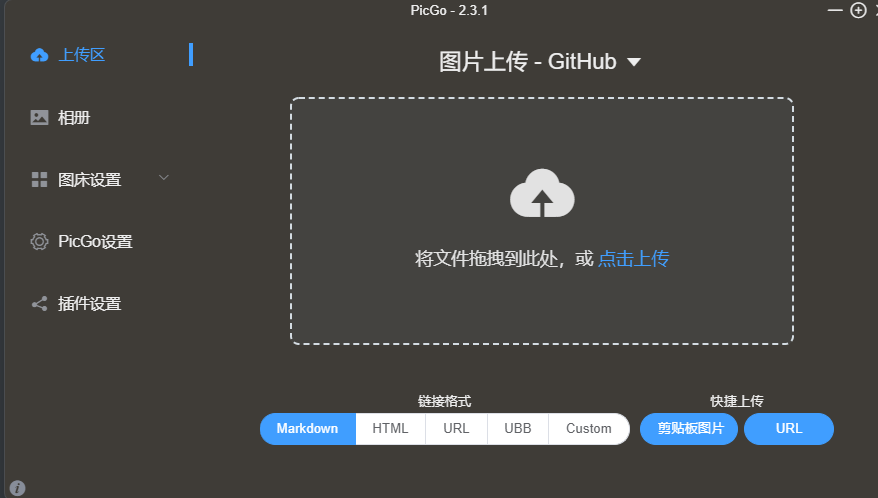 PicGo - 2.3.1
上传区
相册
图床设置
PicGo设置
插件设置
图片上传 - GitHub
将文件拖拽到此处，或 点击上传
链接格式
Markdown HTML URL UBB Custom
快捷上传
剪贴板图片 URL